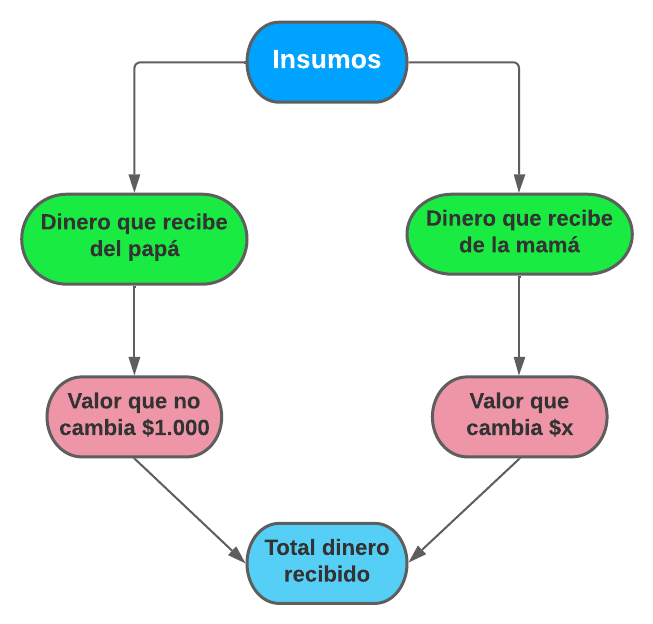 Insumos
Dinero que recibe
del papá
Dinero que recibe
de la mamá
Valor que no
cambia $1.000
Valor que
cambia $x
Total dinero
recibido